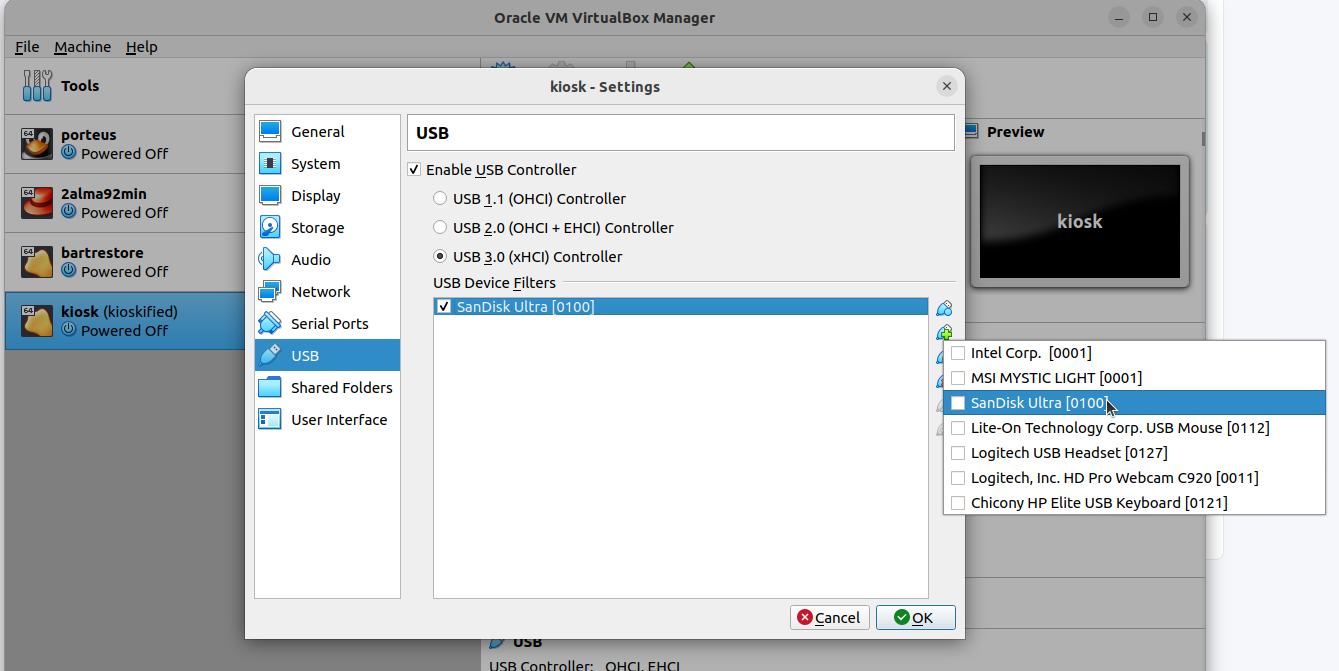 Oracle VM VirtualBox Manager
File Machine Help
Tools
64
porteus
Powered Off
64
2alma92min
Powered Off
64
bartrestore
Powered Off
64
kiosk (kioskified)
Powered Off
kiosk - Settings
General
System
Display
Storage
Audio
Network
Serial Ports
USB
Shared Folders
User Interface
USB
Enable USB Controller
USB 1.1 (OHCI) Controller
USB 2.0 (OHCI + EHCI) Controller
USB 3.0 (xHCI) Controller
USB Device Filters
SanDisk Ultra [0100]
Cancel
OK
Preview
kiosk
Intel Corp. [0001]
MSI MYSTIC LIGHT [0001]
SanDisk Ultra [0100]
Lite-On Technology Corp. USB Mouse [0112]
Logitech USB Headset [0127]
Logitech, Inc. HD Pro Webcam C920 [0011]
Chicony HP Elite USB Keyboard [0121]
USB
USB Controller: OHCI, EHCI